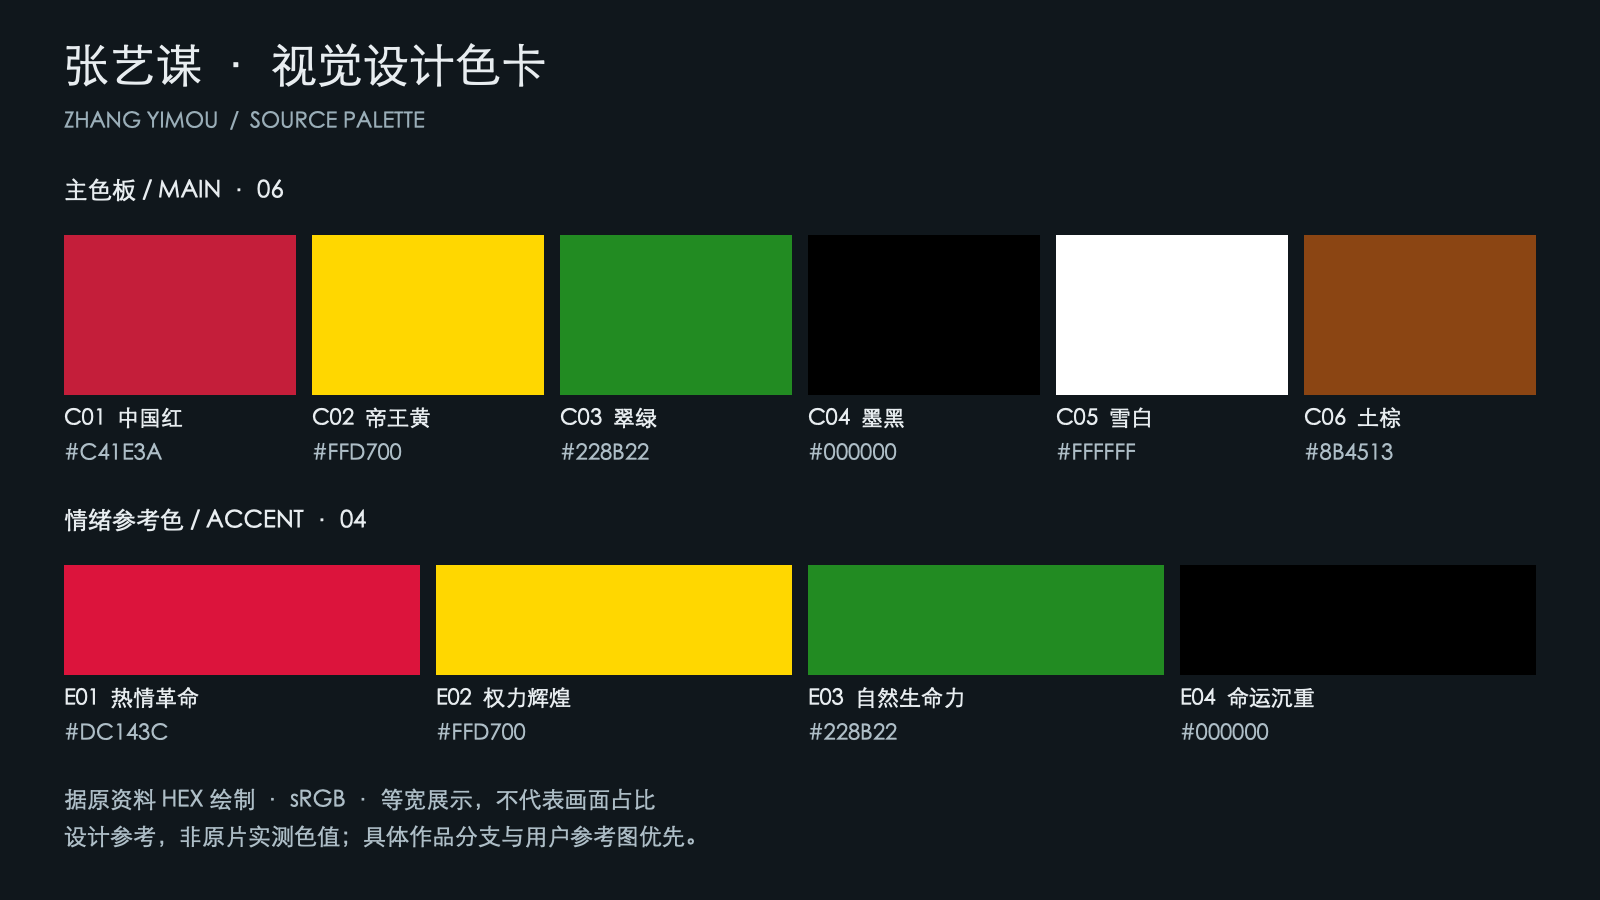 张艺谋 · 视觉设计色卡
ZHANG YIMOU / SOURCE PALETTE
主色板 / MAIN · 06
C01 中国红
#C41E3A
C02 帝王黄
#FFD700
C03 翠绿
#228B22
C04 墨黑
#000000
C05 雪白
#FFFFFF
C06 土棕
#8B4513
情绪参考色 / ACCENT · 04
E01 热情革命
#DC143C
E02 权力辉煌
#FFD700
E03 自然生命力
#228B22
E04 命运沉重
#000000
据原资料 HEX 绘制 · sRGB · 等宽展示，不代表画面占比
设计参考，非原片实测色值；具体作品分支与用户参考图优先。